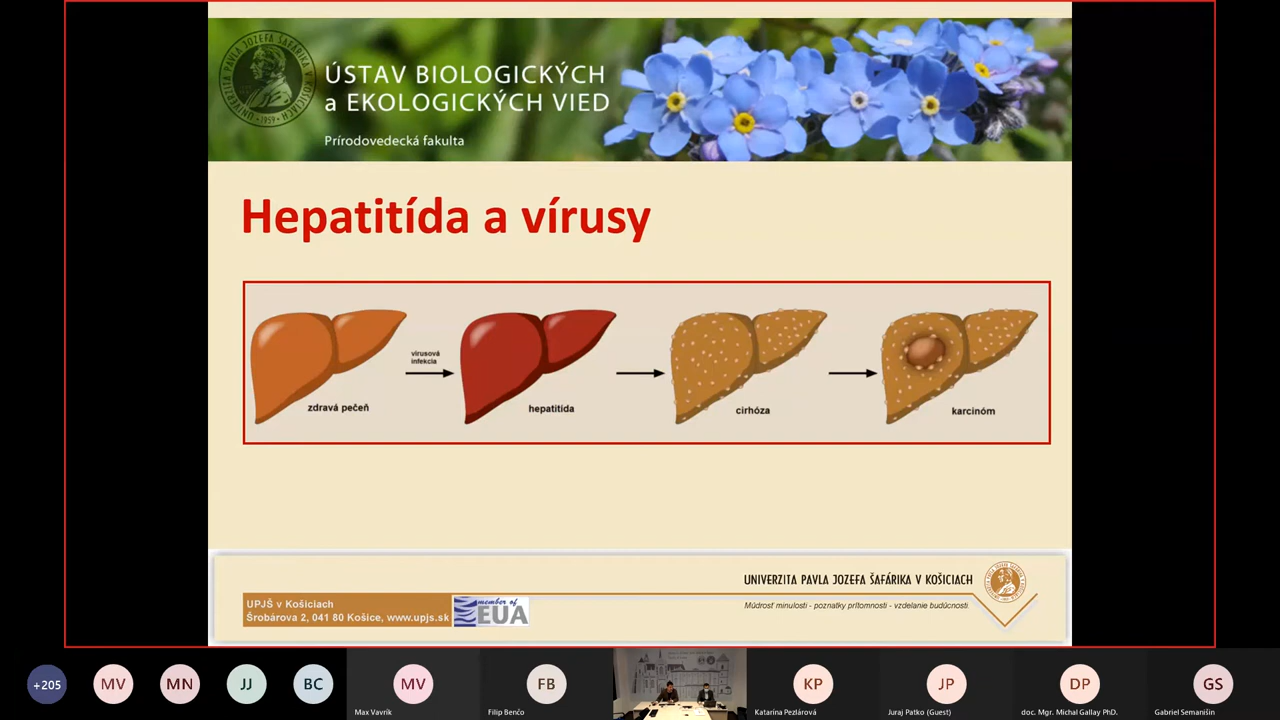 ÚSTAV BIOLOGICKÝCH
a EKOLOGICKÝCH VIED
Prírodovedecká fakulta
Hepatitída a vírusy
vírusová
infekcia
zdravá pečeň
hepatitída
cirhóza
karcinóm
UNIVERZITA PAVLA JOZEFA ŠAFÁRIKA V KOŠICIACH
Múdrosť minulosti - poznatky prítomnosti - vzdelanie budúcnosti.
UPJŠ v Košiciach
Šrobárova 2, 041 80 Košice, www.upjs.sk
member of
EUA
+205
MV
MN
JJ
BC
MV
Max Vavrík
FB
Filip Benčo
KP
Katarína Pezlárová
JP
Juraj Patko (Guest)
DP
doc. Mgr. Michal Gallay PhD.
GS
Gabriel Semanšin